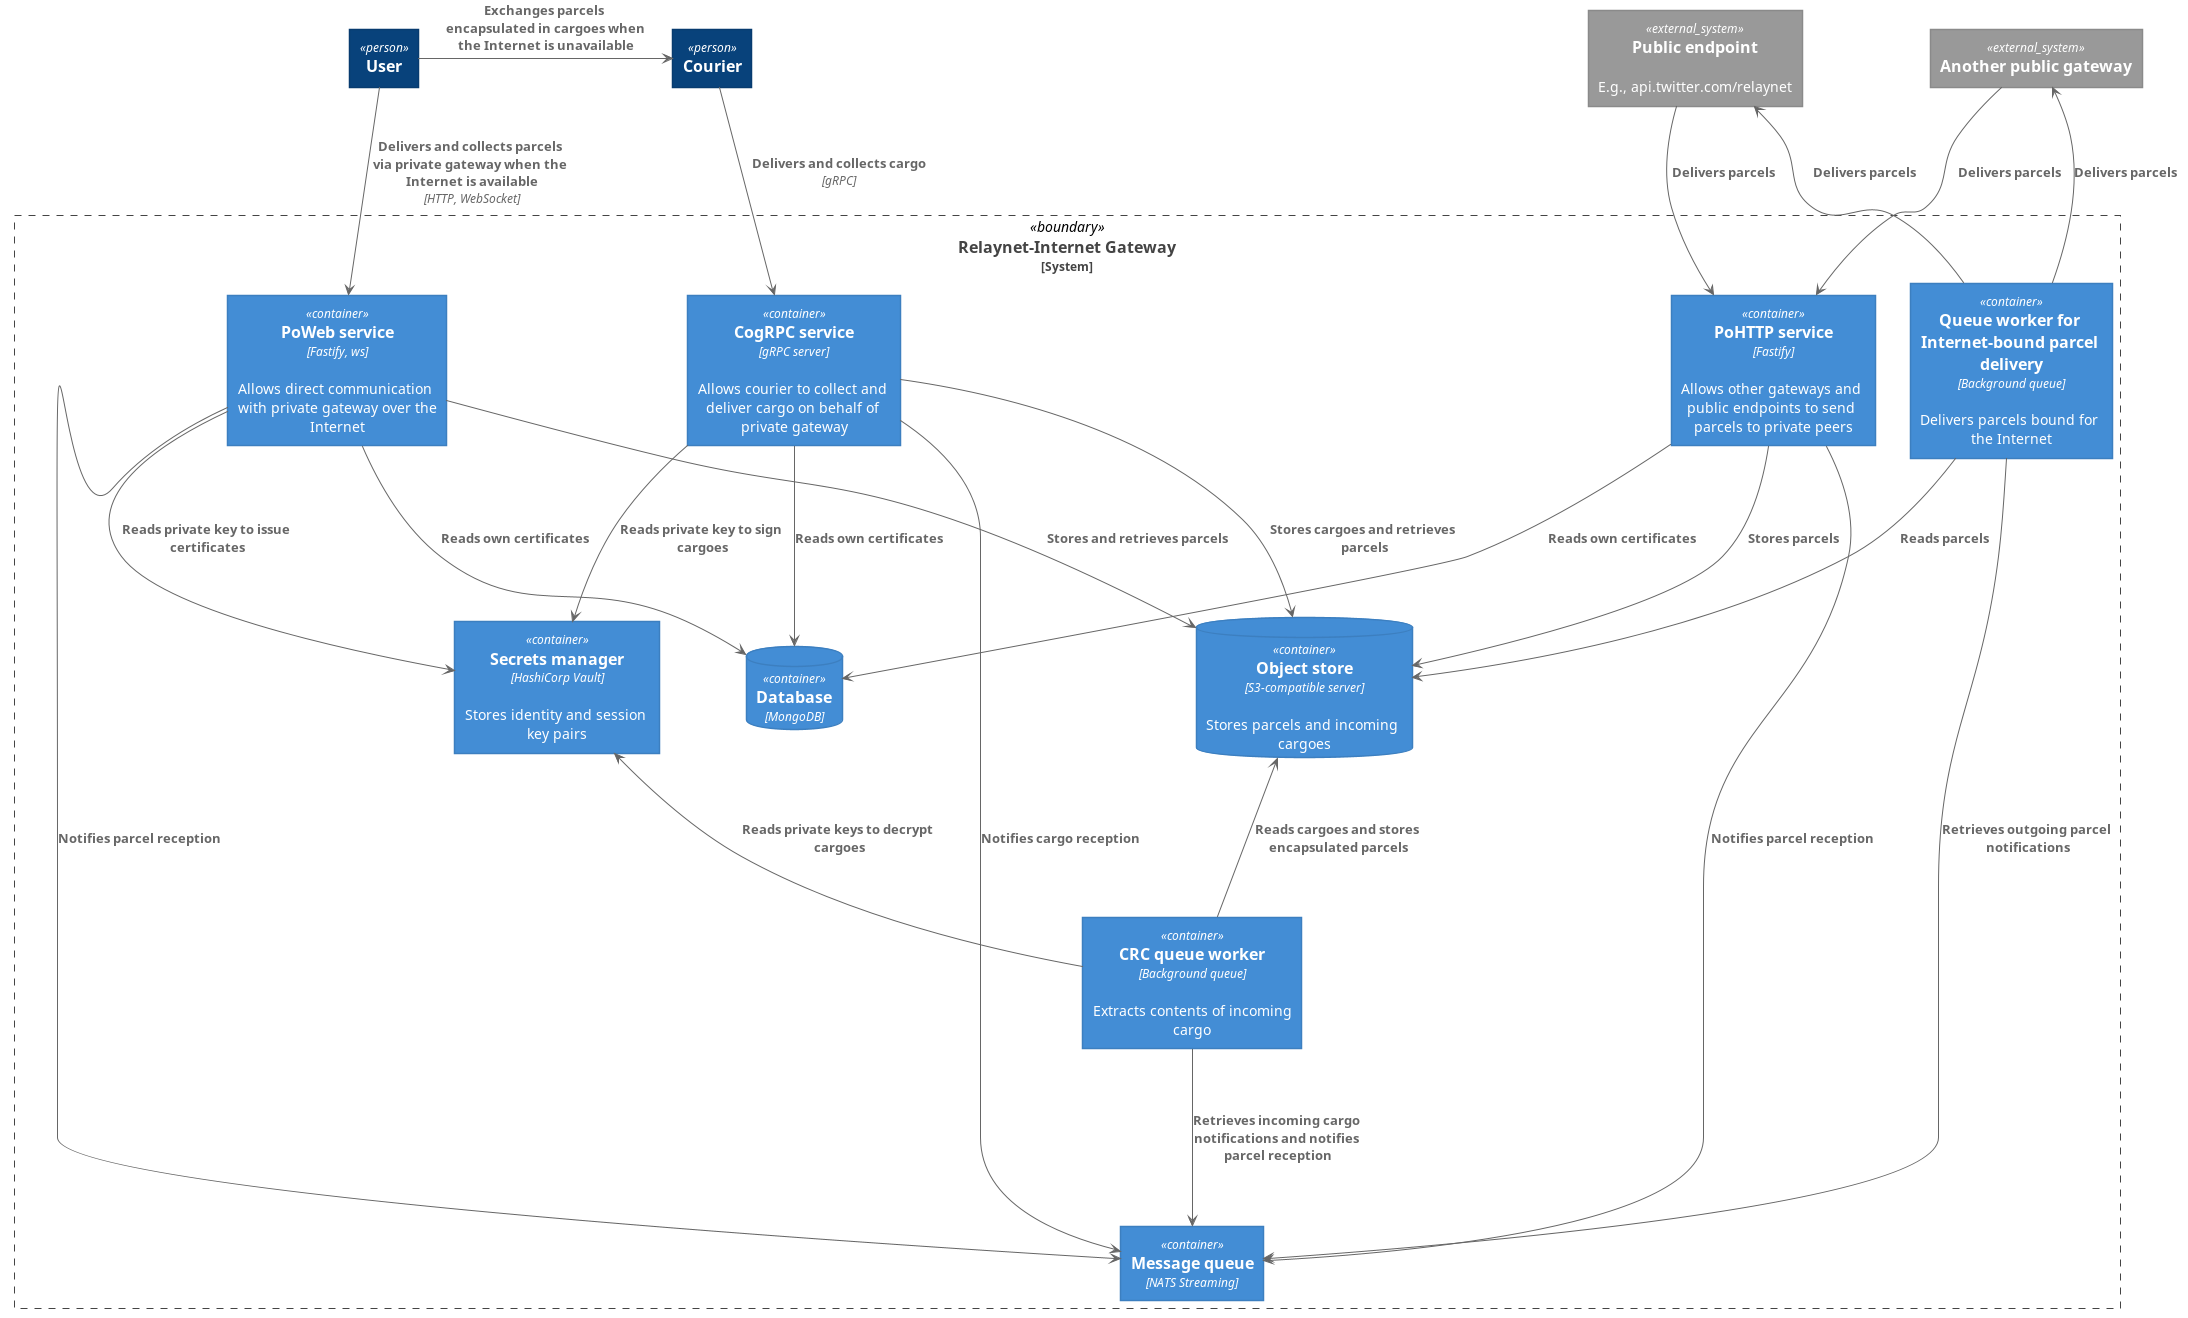 Exchanges parcels
encapsulated in cargoes when
the Internet is unavailable
«person»
User
«person»
Courier
«external_system»
Public endpoint
E.g., api.twitter.com/relaynet
«external_system»
Another public gateway
Delivers and collects parcels
via private gateway when the
Internet is available
[HTTP, WebSocket]
Delivers and collects cargo
[gRPC]
Delivers parcels
Delivers parcels
Delivers parcels
Delivers parcels
«boundary»
Relaynet-Internet Gateway
[System]
«container»
PoWeb service
[Fastify, ws]
Allows direct communication
with private gateway over the
Internet
«container»
CogRPC service
[gRPC server]
Allows courier to collect and
deliver cargo on behalf of
private gateway
«container»
PoHTTP service
[Fastify]
Allows other gateways and
public endpoints to send
parcels to private peers
«container»
Queue worker for
Internet-bound parcel
delivery
[Background queue]
Delivers parcels bound for
the Internet
Reads private key to issue
certificates
Reads own certificates
Reads private key to sign
cargoes
Reads own certificates
Stores and retrieves parcels
Stores cargoes and retrieves
parcels
Reads own certificates
Stores parcels
Reads parcels
«container»
Secrets manager
[HashiCorp Vault]
Stores identity and session
key pairs
«container»
Database
[MongoDB]
«container»
Object store
[S3-compatible server]
Stores parcels and incoming
cargoes
Notifies parcel reception
Reads private keys to decrypt
cargoes
Notifies cargo reception
Reads cargoes and stores
encapsulated parcels
Notifies parcel reception
Retrieves outgoing parcel
notifications
«container»
CRC queue worker
[Background queue]
Extracts contents of incoming
cargo
Retrieves incoming cargo
notifications and notifies
parcel reception
«container»
Message queue
[NATS Streaming]